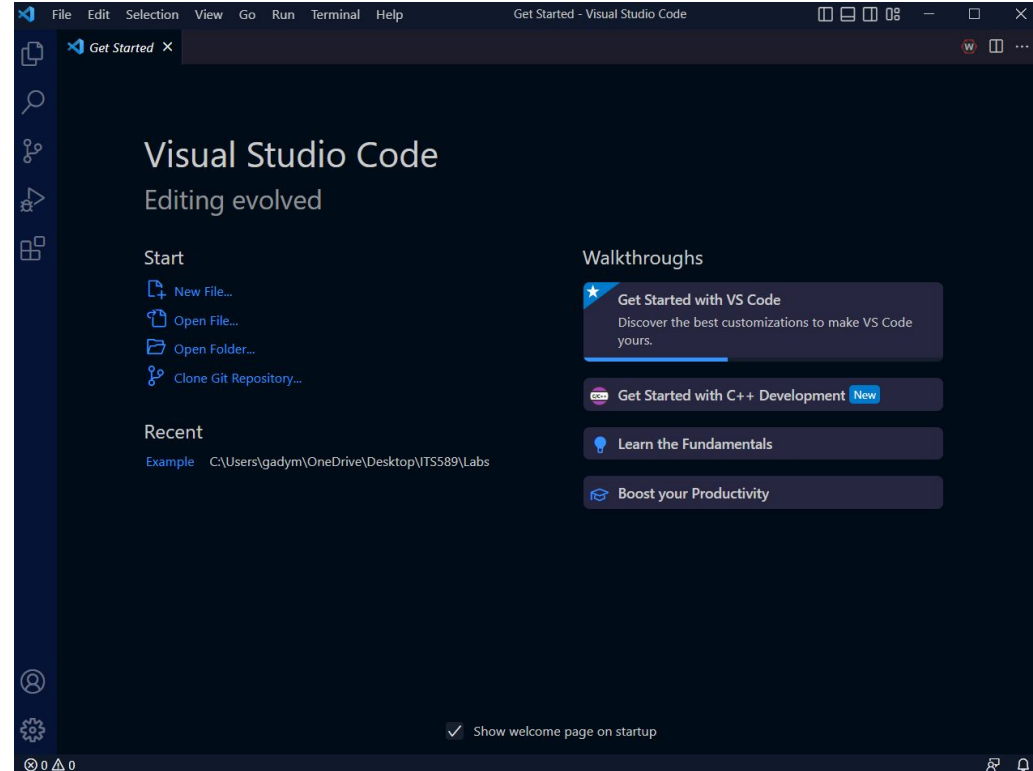 File Edit Selection View Go Run Terminal Help Get Started - Visual Studio Code
Get Started
W
Visual Studio Code
Editing evolved
Start
New File...
Open File...
Open Folder...
Clone Git Repository...
Recent
Example C:\Users\gadym\OneDrive\Desktop\ITS589\Labs
Walkthroughs
Get Started with VS Code
Discover the best customizations to make VS Code
yours.
C/C++ Get Started with C++ Development New
Learn the Fundamentals
Boost your Productivity
Show welcome page on startup
0 0